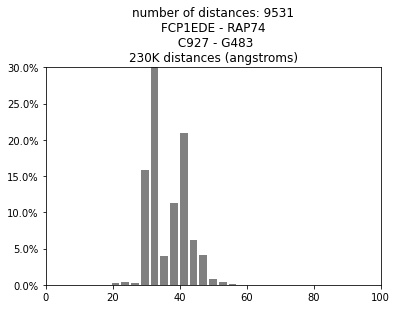 number of distances: 9531
FCP1EDE - RAP74
C927 - G483
230K distances (angstroms)
30.0%
25.0%
20.0%
15.0%
10.0%
5.0%
0.0%
0 20 40 60 80 100